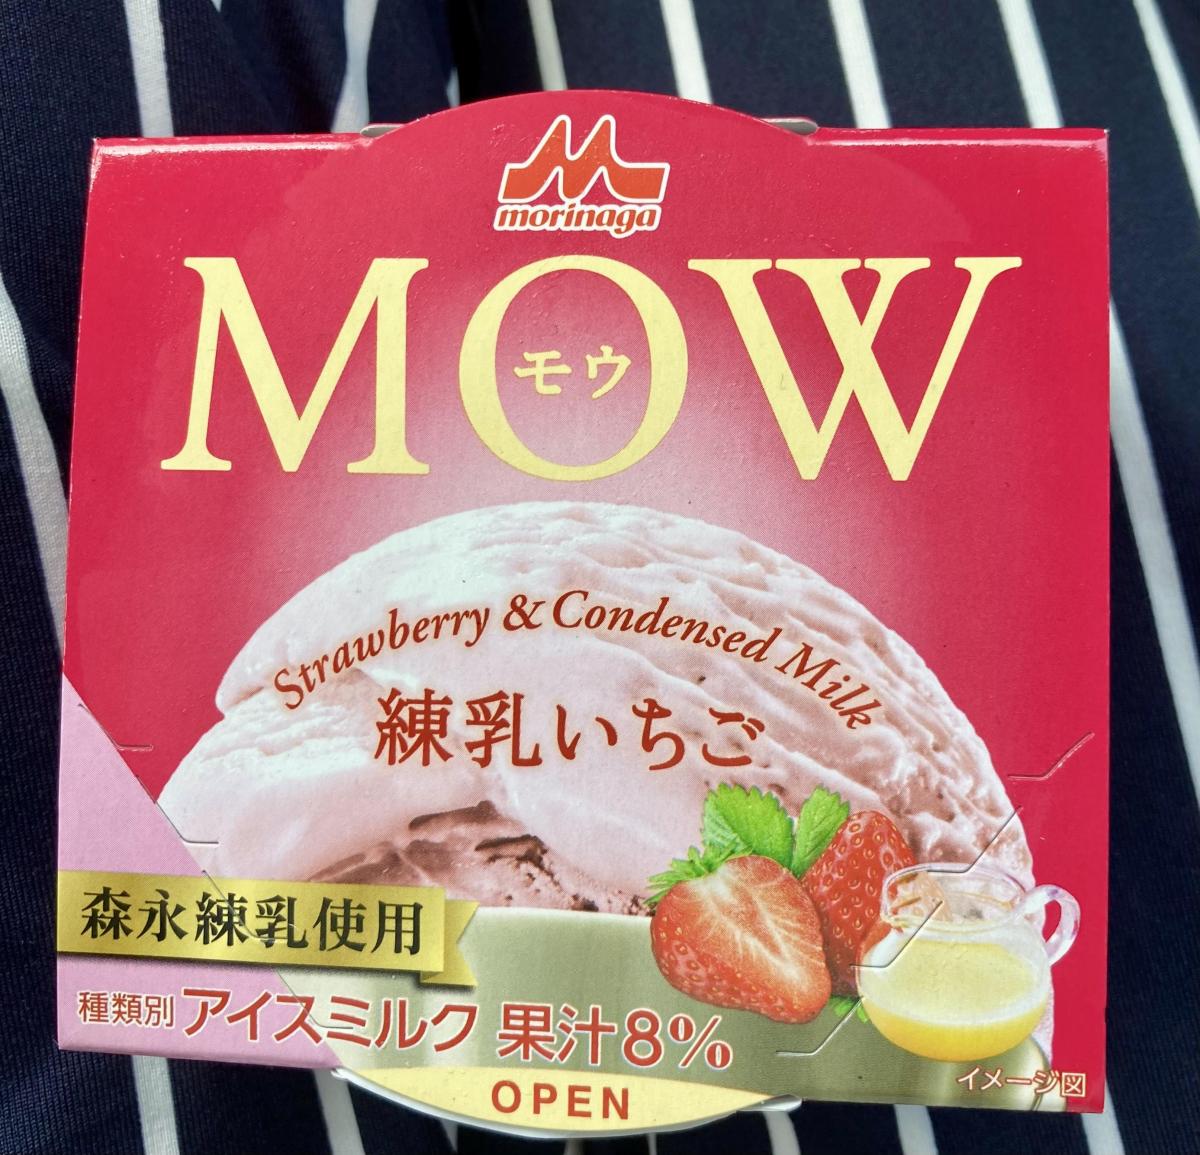 morinaga
MOW
モウ
Strawberry & Condensed Milk
練乳いちご
森永練乳使用
種類別 アイスミルク 果汁8%
イメージ図
OPEN